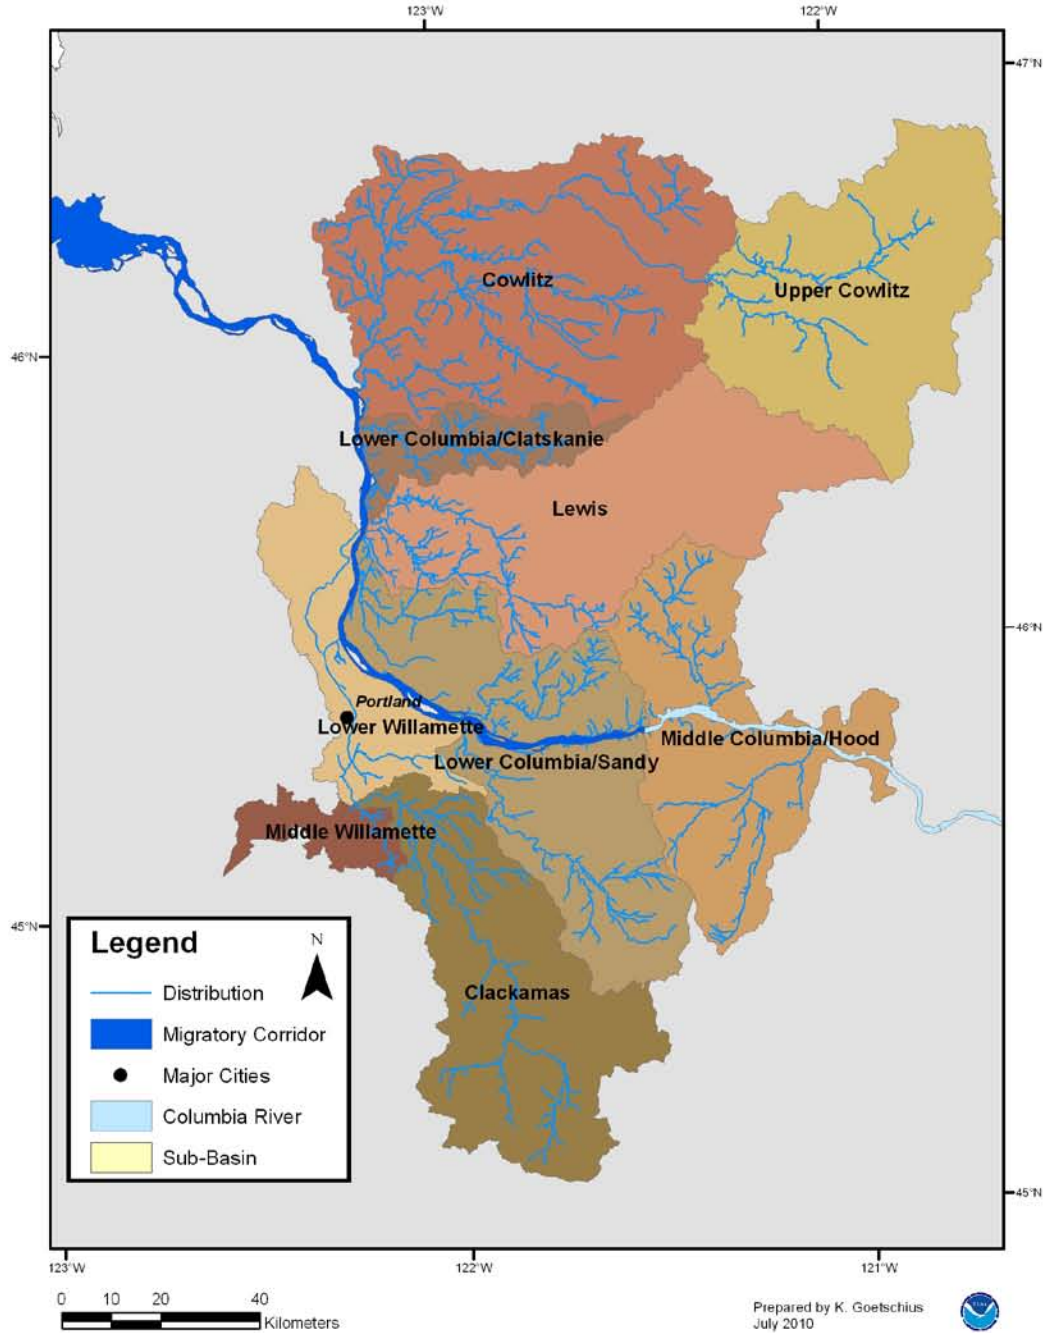 123°W
122°W
47°N
Cowlitz
Upper Cowlitz
46°N
Lower Columbia/Clatskanie
Lewis
46°N
Portland
Lower Willamette
Middle Columbia/Hood
Lower Columbia/Sandy
Middle Willamette
45°N
Legend
N
Distribution
Migratory Corridor
Major Cities
Columbia River
Sub-Basin
Clackamas
45°N
123°W
122°W
121°W
0 10 20 40
Kilometers
Prepared by K. Goetschius
July 2010